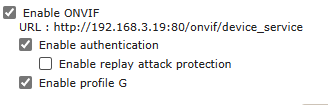 Enable ONVIF
URL : http://192.168.3.19:80/onvif/device_service
Enable authentication
Enable replay attack protection
Enable profile G